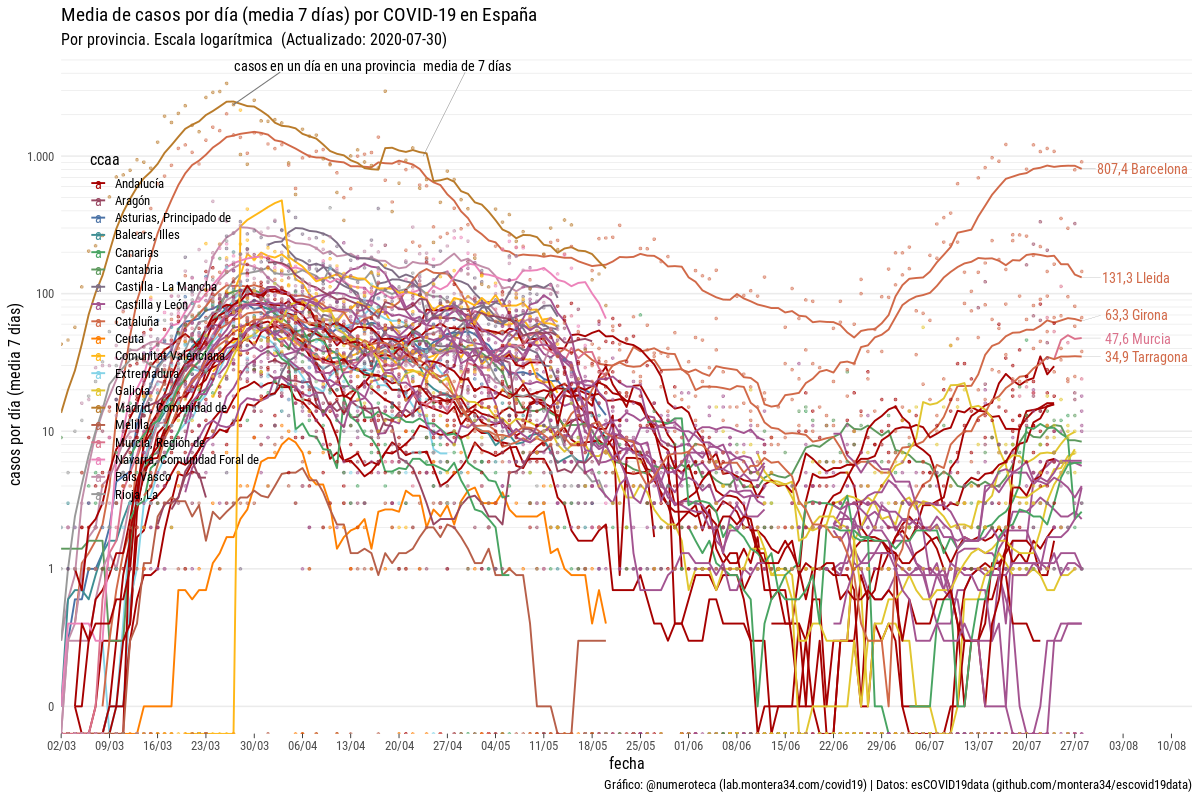 Media de casos por día (media 7 días) por COVID-19 en España
Por provincia. Escala logarítmica (Actualizado: 2020-07-30)
casos en un día en una provincia media de 7 días
casos por día (media 7 días)
1.000
100
10
1
0
ccaa
Andalucía
Aragón
Asturias, Principado de
Balears, Illes
Canarias
Cantabria
Castilla - La Mancha
Castilla y León
Cataluña
Ceuta
Comunitat Valenciana
Extremadura
Galicia
Madrid, Comunidad de
Melilla
Murcia, Región de
Navarra, Comunidad Foral de
País Vasco
Rioja, La
807,4 Barcelona
131,3 Lleida
63,3 Girona
47,6 Murcia
34,9 Tarragona
02/03 09/03 16/03 23/03 30/03 06/04 13/04 20/04 27/04 04/05 11/05 18/05 25/05 01/06 08/06 15/06 22/06 29/06 06/07 13/07 20/07 27/07 03/08 10/08
fecha
Gráfico: @numeroteca (lab.montera34.com/covid19) | Datos: esCOVID19data (github.com/montera34/escovid19data)